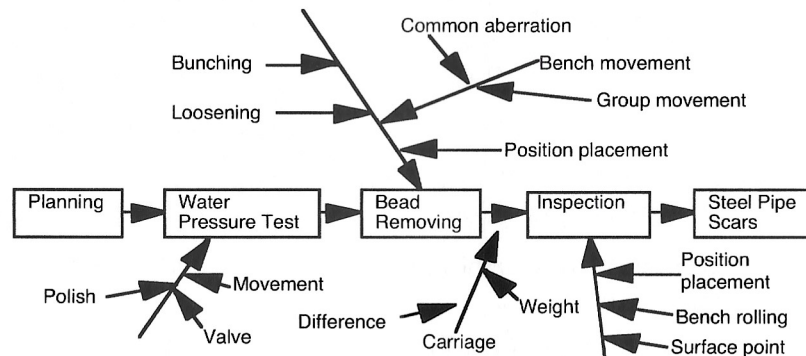 Common aberration
Bunching
Bench movement
Loosening
Group movement
Position placement
Planning
Water
Pressure Test
Bead
Removing
Inspection
Steel Pipe
Scars
Polish
Movement
Valve
Difference
Carriage
Weight
Position
placement
Bench rolling
Surface point